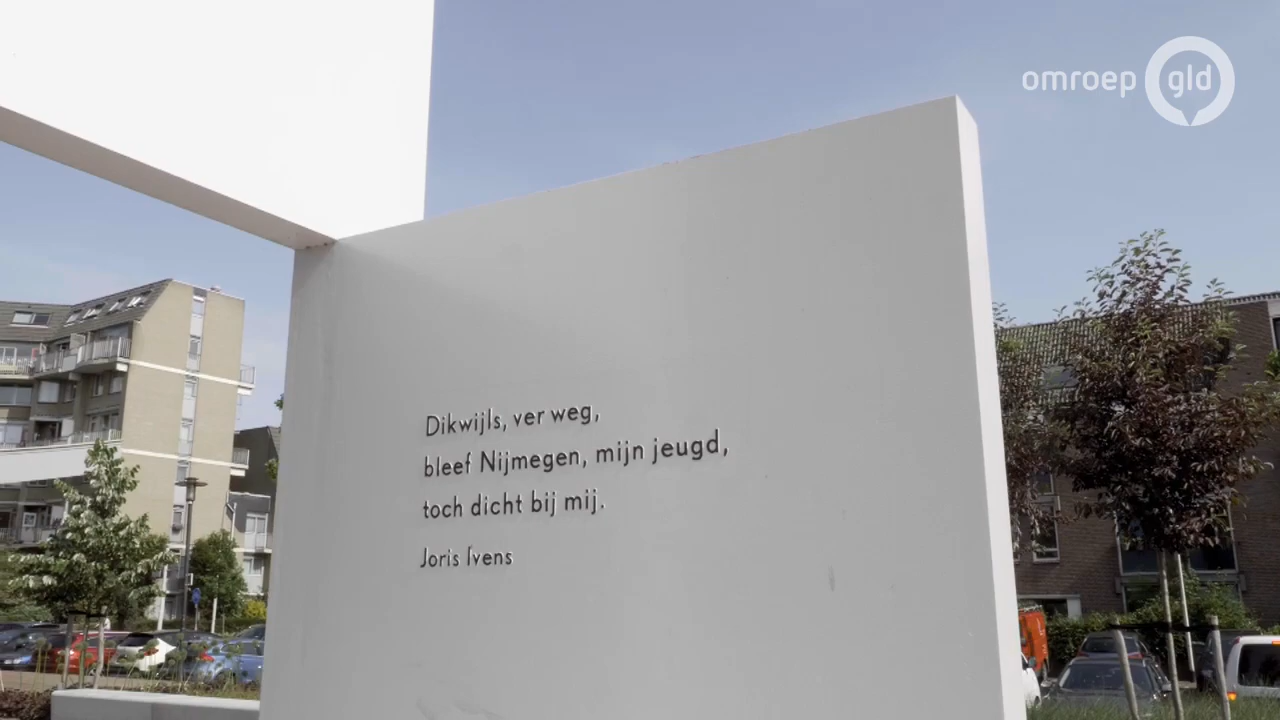 omroep gld
Dikwijls, ver weg,
bleef Nijmegen, mijn jeugd,
toch dicht bij mij.
Joris Ivens